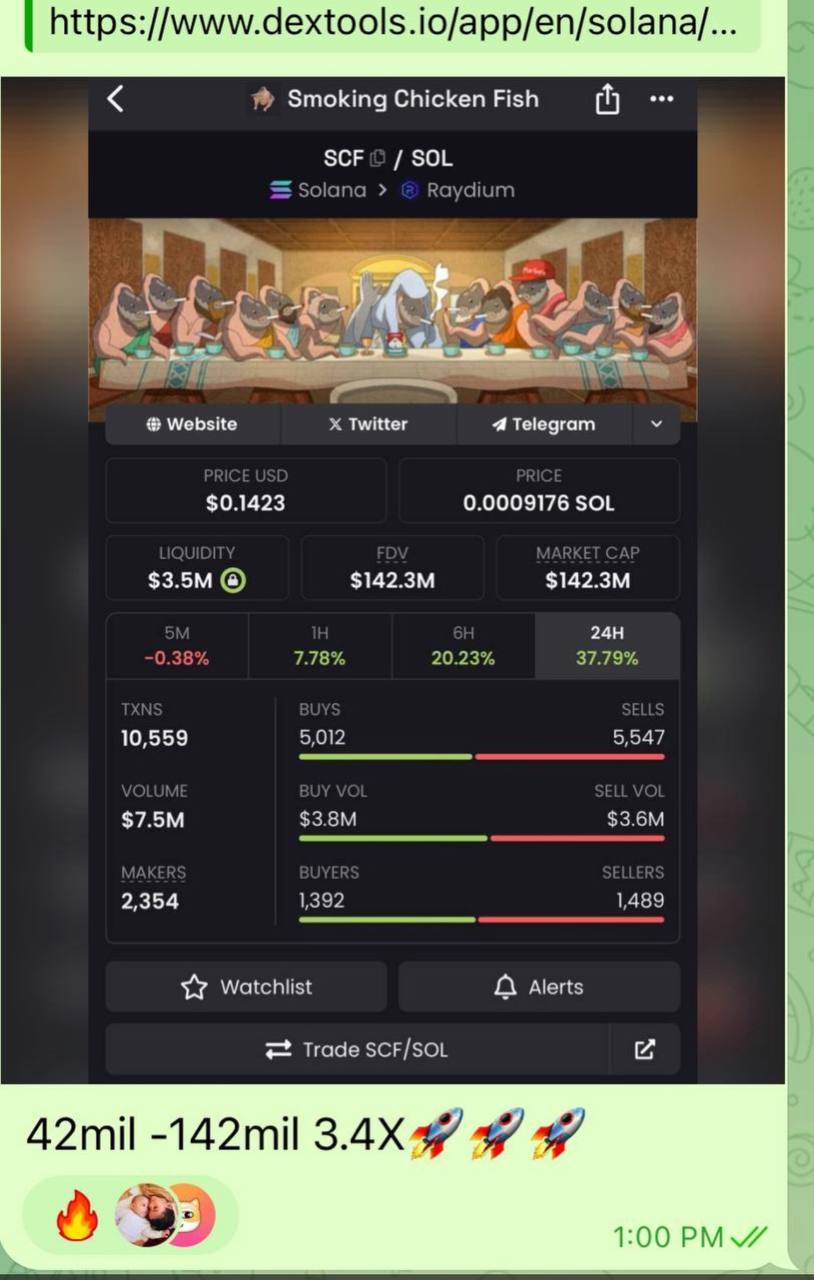 https://www.dextools.io/app/en/solana/...
Smoking Chicken Fish
SCF / SOL
Solana > Raydium
Website
X Twitter
Telegram
PRICE USD
$0.1423
PRICE
0.0009176 SOL
LIQUIDITY
$3.5M
FDV
$142.3M
MARKET CAP
$142.3M
5M
-0.38%
1H
7.78%
6H
20.23%
24H
37.79%
TXNS
10,559
BUYS
5,012
SELLS
5,547
VOLUME
$7.5M
BUY VOL
$3.8M
SELL VOL
$3.6M
MAKERS
2,354
BUYERS
1,392
SELLERS
1,489
Watchlist
Alerts
Trade SCF/SOL
42mil -142mil 3.4X🚀🚀🚀
🔥
1:00 PM